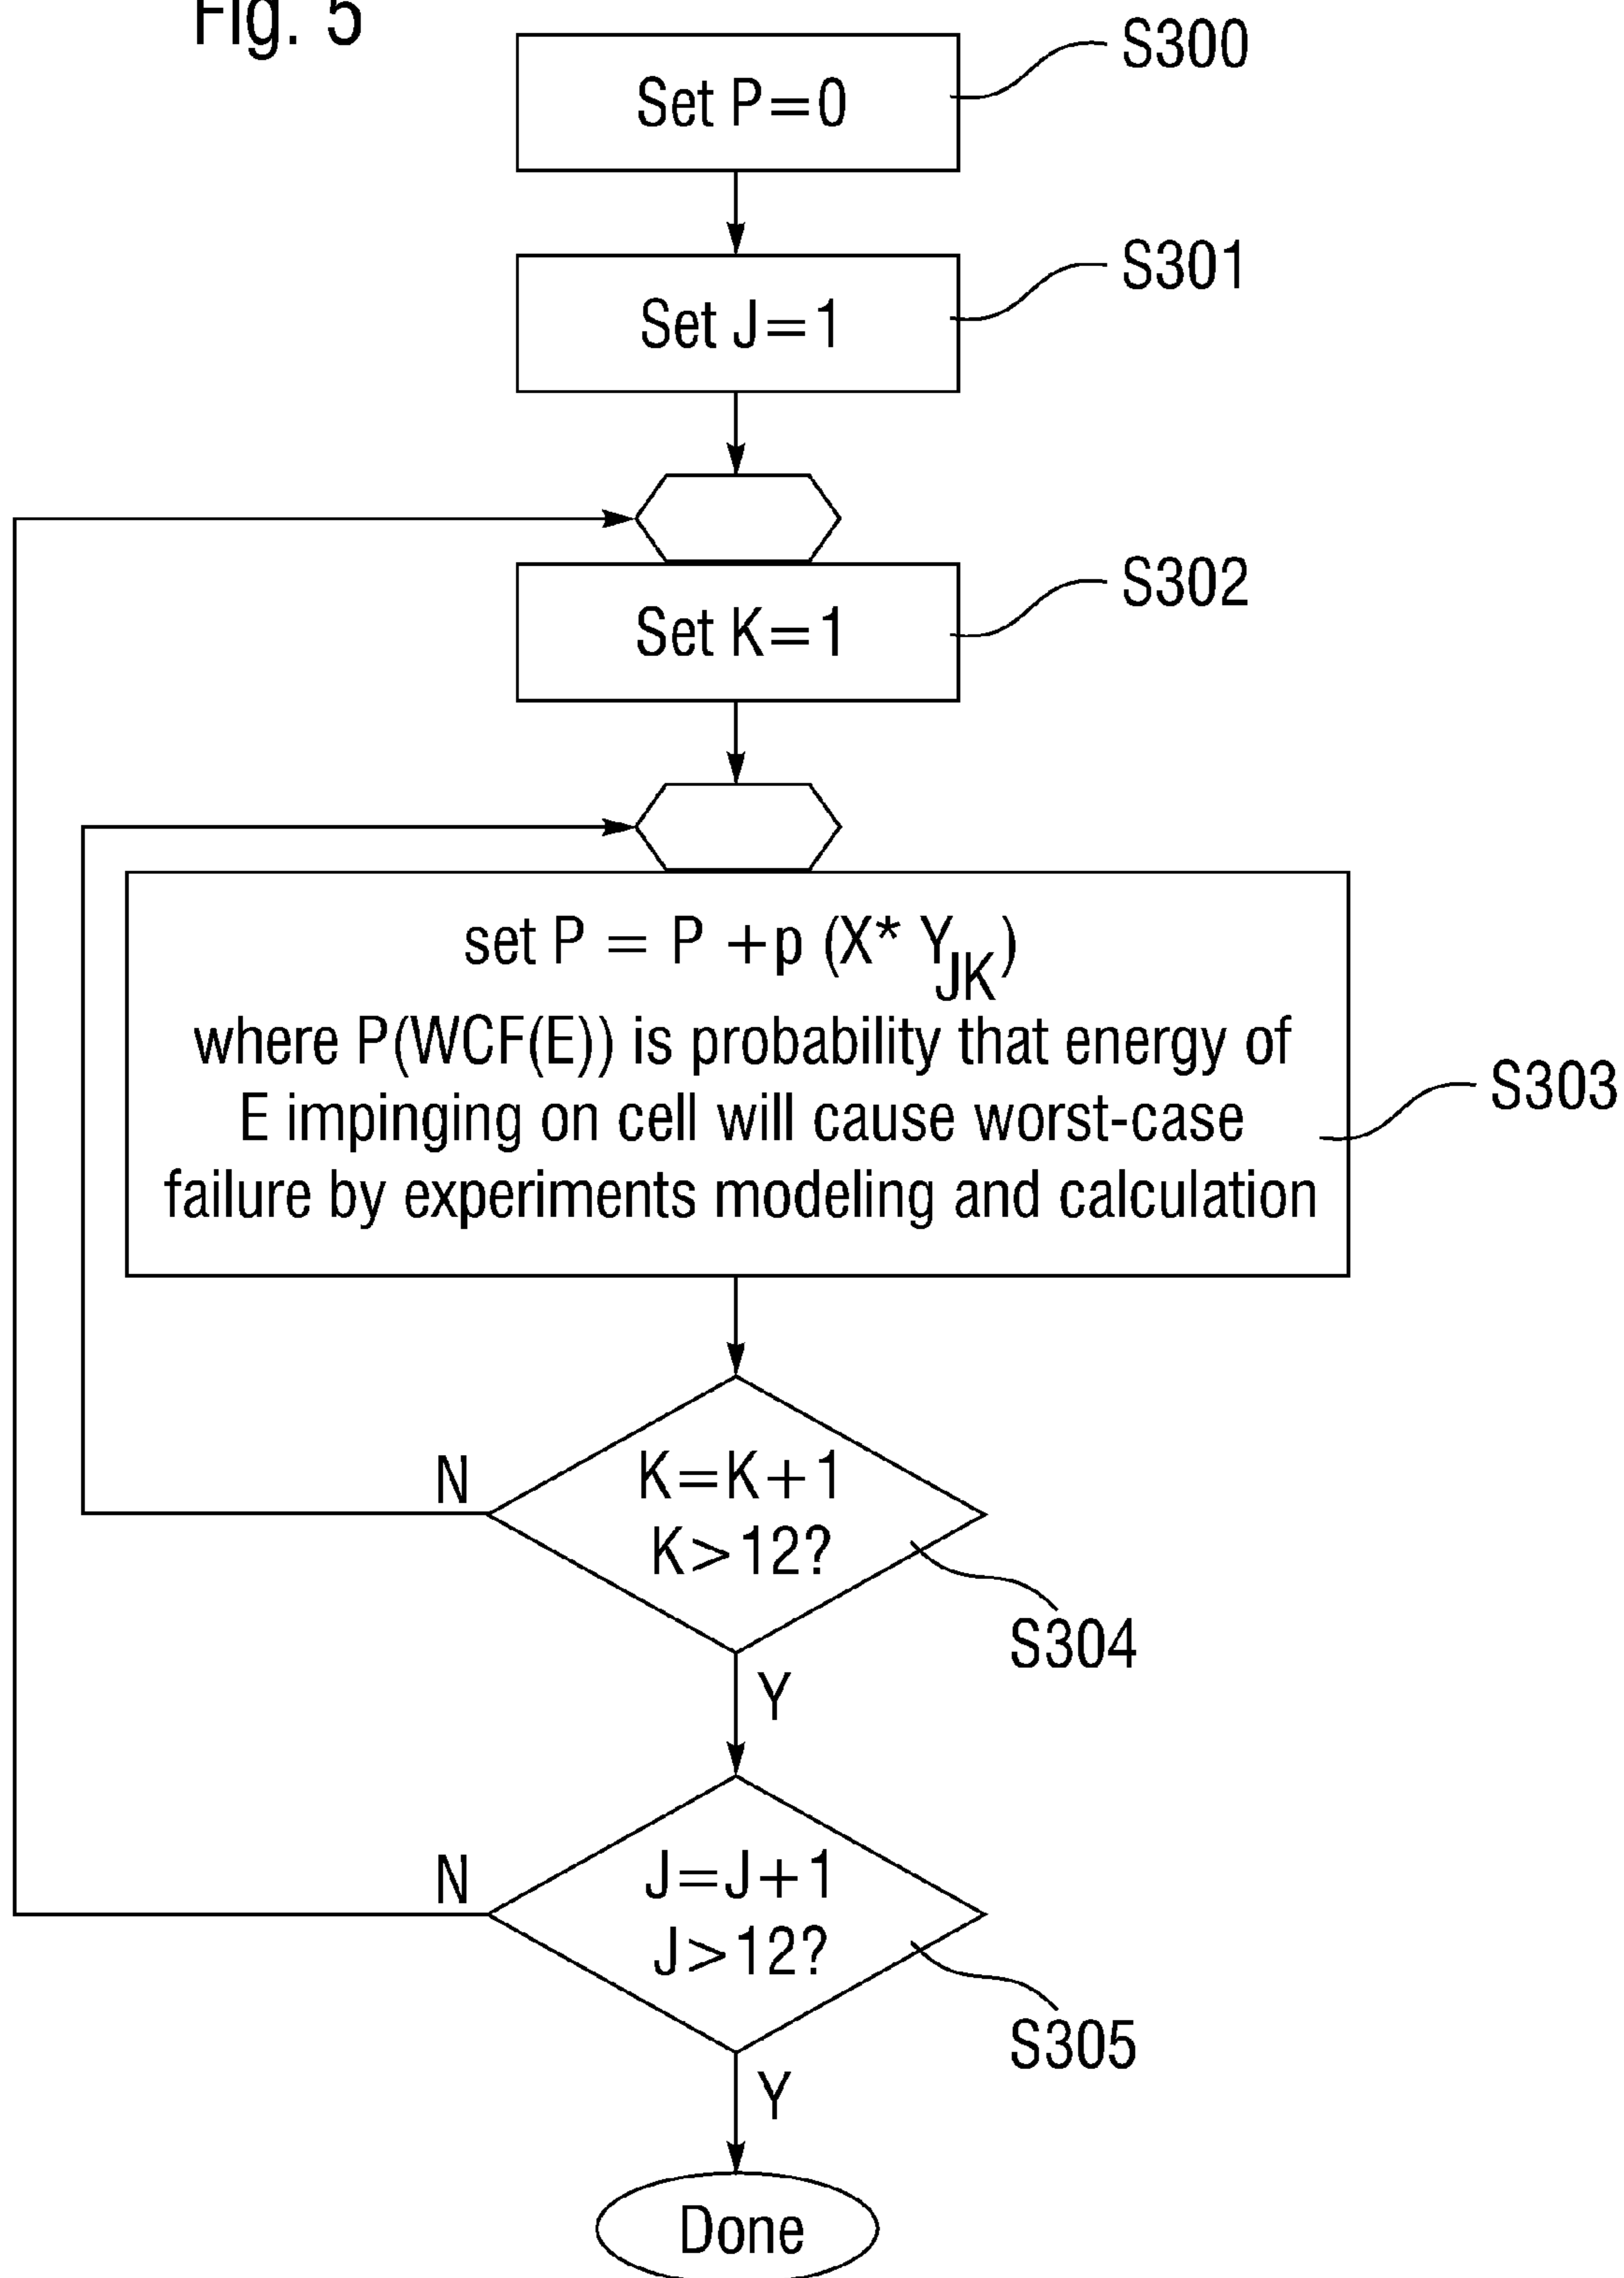 Fig. 5
S300
Set P=0
S301
Set J=1
S302
Set K=1
set P = P +p (X* Y JK)
where P(WCF(E)) is probability that energy of
E impinging on cell will cause worst-case
failure by experiments modeling and calculation
S303
N
K=K+1
K>12?
S304
Y
N
J=J+1
J>12?
S305
Y
Done